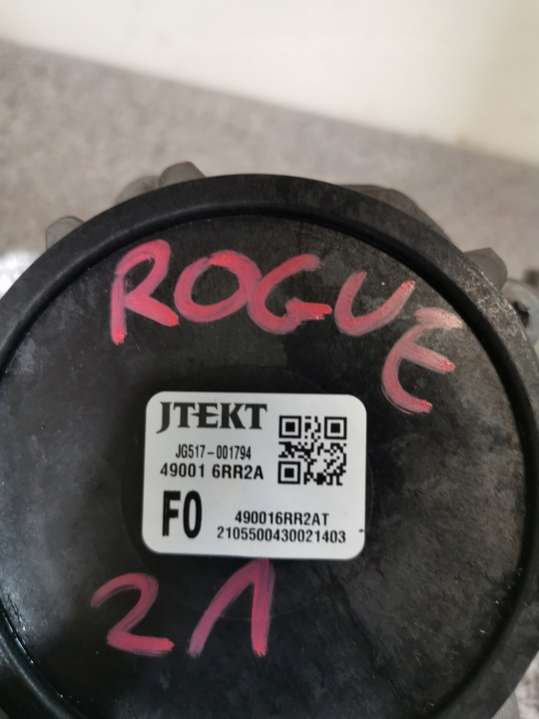 ROGUE
JTEKT
JG517-001794
49001 6RR2A
F0
490016RR2AT
2105500430021403
21